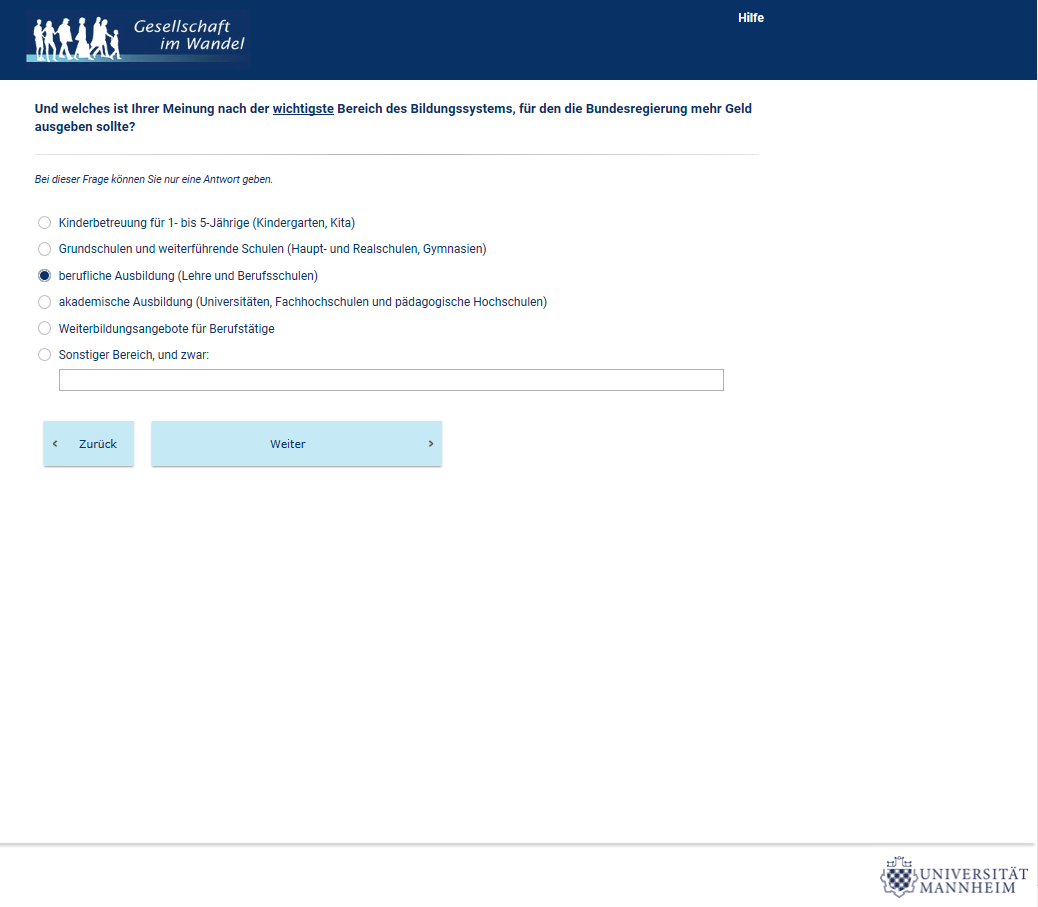 Gesellschaft
im Wandel
Hilfe
Und welches ist Ihrer Meinung nach der wichtigste Bereich des Bildungssystems, für den die Bundesregierung mehr Geld
ausgeben sollte?
Bei dieser Frage können Sie nur eine Antwort geben.
Kinderbetreuung für 1- bis 5-Jährige (Kindergarten, Kita)
Grundschulen und weiterführende Schulen (Haupt- und Realschulen, Gymnasien)
berufliche Ausbildung (Lehre und Berufsschulen)
akademische Ausbildung (Universitäten, Fachhochschulen und pädagogische Hochschulen)
Weiterbildungsangebote für Berufstätige
Sonstiger Bereich, und zwar:
‹ Zurück
Weiter ›
UNIVERSITÄT
MANNHEIM